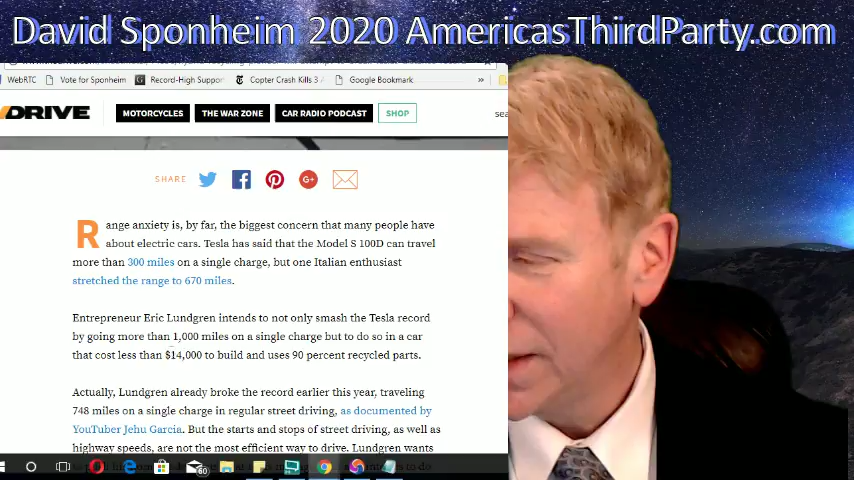 David Sponheim 2020 AmericasThirdParty.com
WebRTC Vote for Sponheim Record-High Suppor Copter Crash Kills 3 A Google Bookmark »
DRIVE MOTORCYCLES THE WAR ZONE CAR RADIO PODCAST SHOP sea
SHARE
Range anxiety is, by far, the biggest concern that many people have
about electric cars. Tesla has said that the Model S 100D can travel
more than 300 miles on a single charge, but one Italian enthusiast
stretched the range to 670 miles.
Entrepreneur Eric Lundgren intends to not only smash the Tesla record
by going more than 1,000 miles on a single charge but to do so in a car
that cost less than $14,000 to build and uses 90 percent recycled parts.
Actually, Lundgren already broke the record earlier this year, traveling
748 miles on a single charge in regular street driving, as documented by
YouTuber Jehu Garcia. But the starts and stops of street driving, as well as
highway speeds, are not the most efficient way to drive. Lundgren wants
60